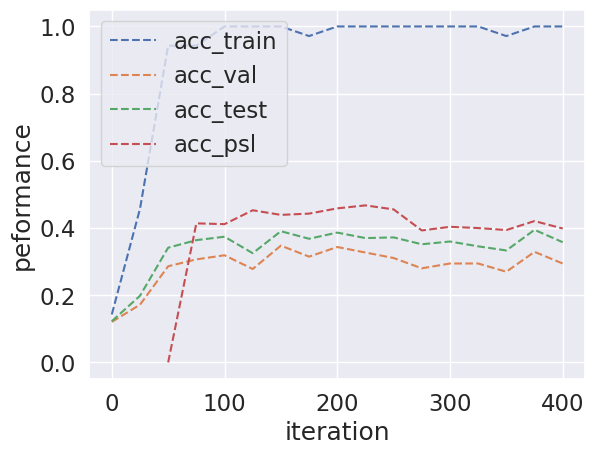 1.0
0.8
0.6
0.4
0.2
0.0
peformance
acc_train
acc_val
acc_test
acc_psl
0 100 200 300 400
iteration